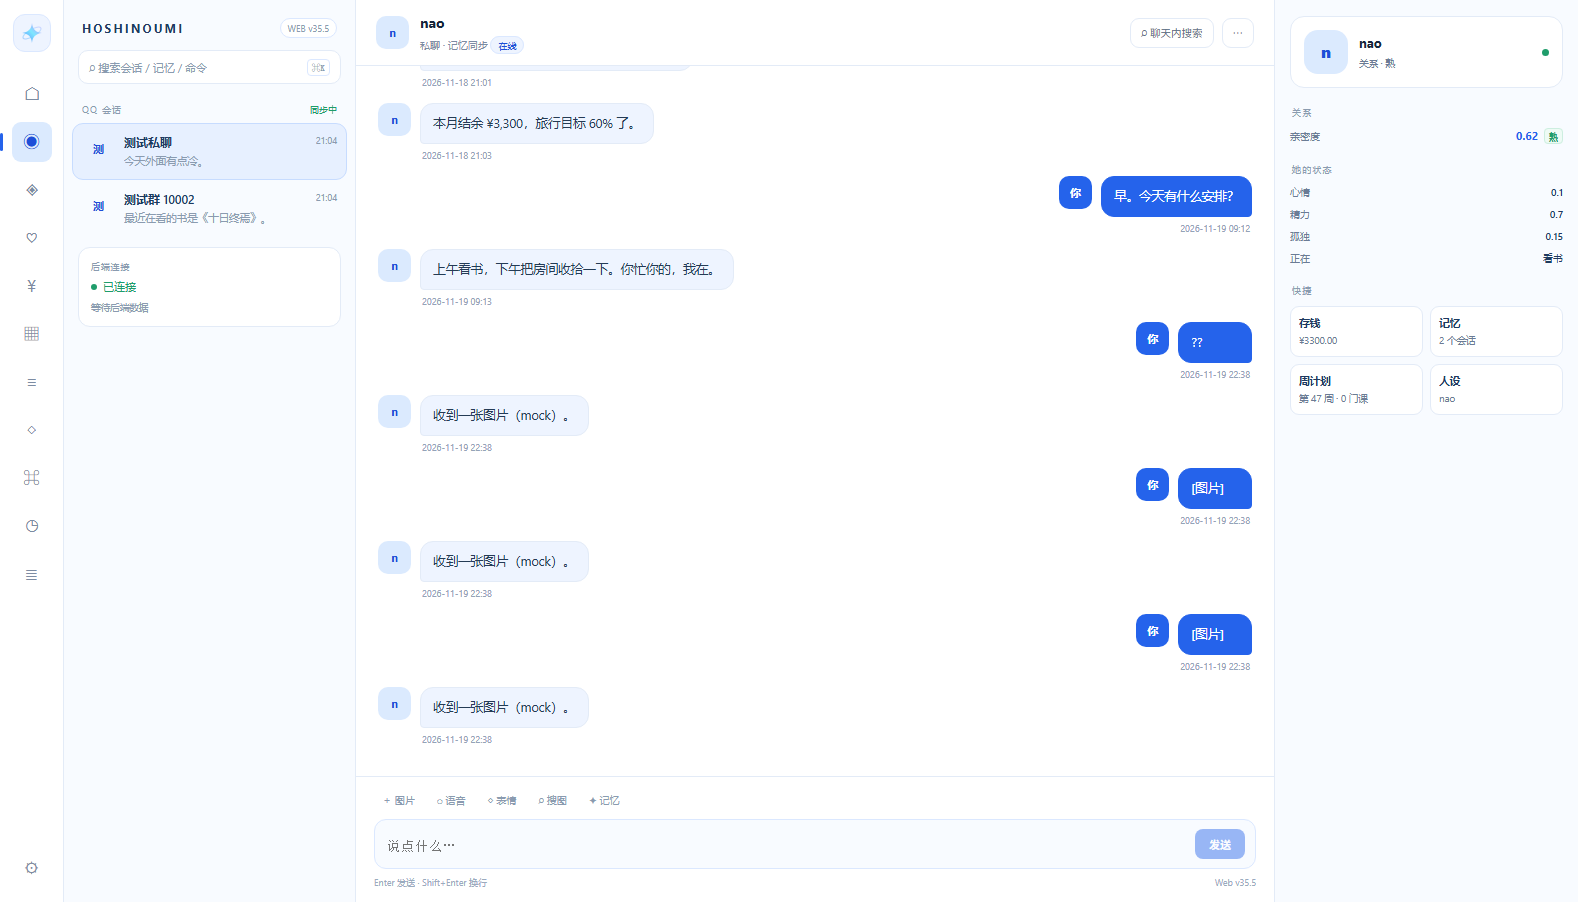 HOSHINOUMI
WEB v35.5
搜索会话 / 记忆 / 命令
⌘K
QQ 会话
同步中
测
测试私聊
21:04
今天外面有点冷。
测
测试群 10002
21:04
最近在看的书是《十日终焉》。
后端连接
已连接
等待后端数据
n
nao
私聊 · 记忆同步
在线
聊天内搜索
···
2026-11-18 21:01
n
本月结余 ¥3,300，旅行目标 60% 了。
2026-11-18 21:03
你
早。今天有什么安排？
2026-11-19 09:12
n
上午看书，下午把房间收拾一下。你忙你的，我在。
2026-11-19 09:13
你
??
2026-11-19 22:38
n
收到一张图片（mock）。
2026-11-19 22:38
你
[图片]
2026-11-19 22:38
n
收到一张图片（mock）。
2026-11-19 22:38
你
[图片]
2026-11-19 22:38
n
收到一张图片（mock）。
2026-11-19 22:38
+ 图片
语音
表情
搜图
记忆
说点什么…
发送
Enter 发送 · Shift+Enter 换行
Web v35.5
n
nao
关系 · 熟
关系
亲密度
0.62
熟
她的状态
心情
0.1
精力
0.7
孤独
0.15
正在
看书
快捷
存钱
¥3300.00
记忆
2 个会话
周计划
第 47 周 · 0 门课
人设
nao